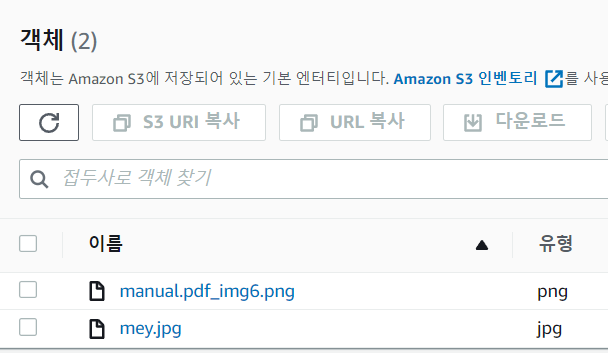 객체 (2)
객체는 Amazon S3에 저장되어 있는 기본 엔터티입니다. Amazon S3 인벤토리 를 사용
S3 URI 복사 URL 복사 다운로드
접두사로 객체 찾기
이름 유형
manual.pdf_img6.png png
mey.jpg jpg